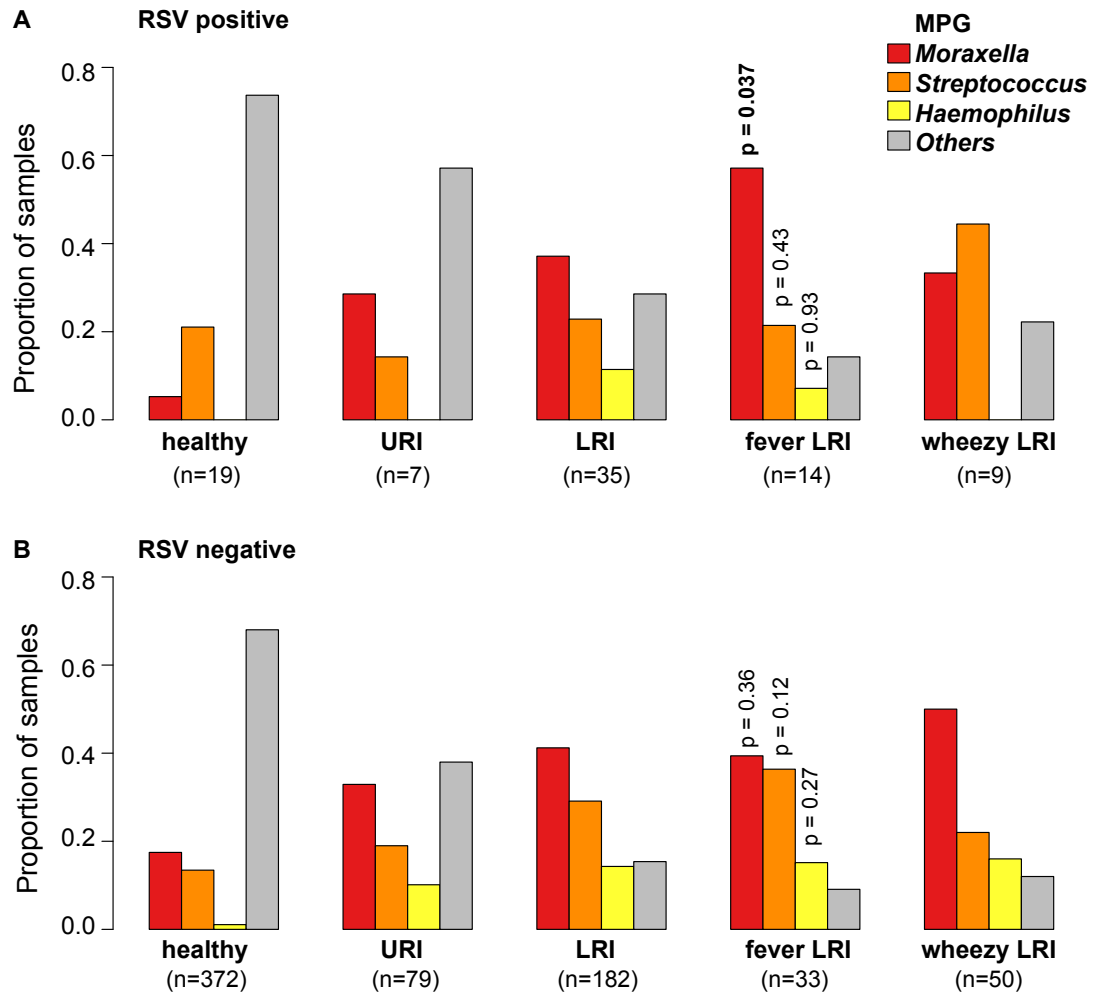 A
RSV positive
MPG
Moraxella
Streptococcus
Haemophilus
Others
Proportion of samples
0.8
0.6
0.4
0.2
0.0
p = 0.037
p = 0.43
p = 0.93
healthy
URI
LRI
fever LRI
wheezy LRI
(n=19)
(n=7)
(n=35)
(n=14)
(n=9)
B
RSV negative
Proportion of samples
0.8
0.6
0.4
0.2
0.0
p = 0.36
p = 0.12
p = 0.27
healthy
URI
LRI
fever LRI
wheezy LRI
(n=372)
(n=79)
(n=182)
(n=33)
(n=50)